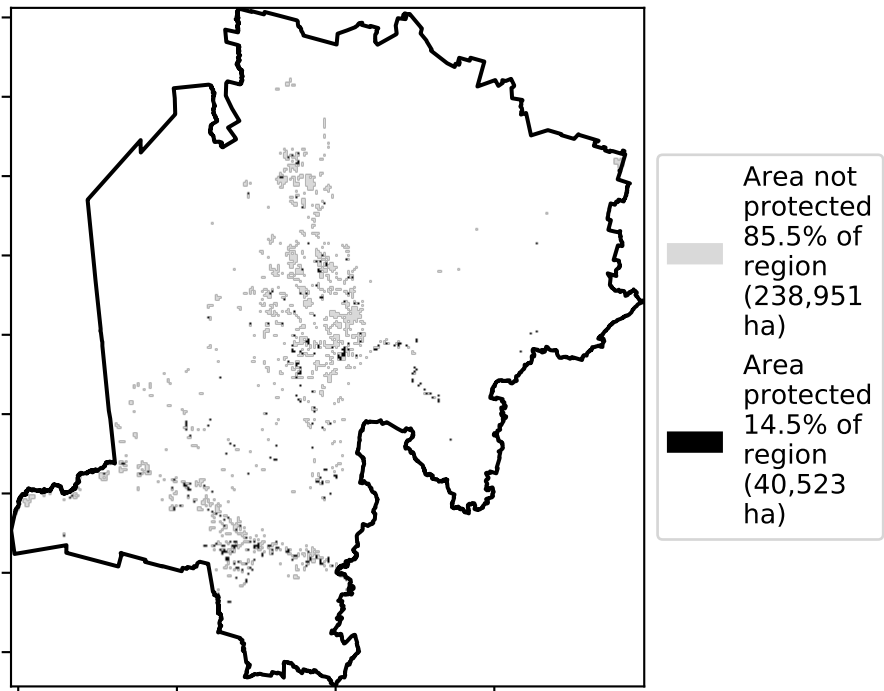 Area not
protected
85.5% of
region
(238,951
ha)
Area
protected
14.5% of
region
(40,523
ha)